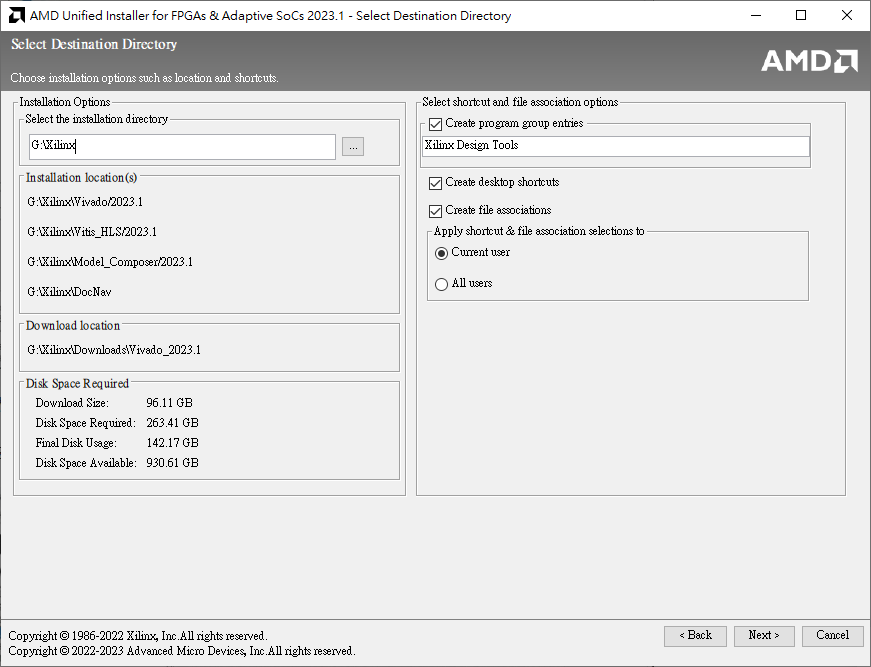 AMD Unified Installer for FPGAs & Adaptive SoCs 2023.1 - Select Destination Directory
Select Destination Directory
Choose installation options such as location and shortcuts.
AMD
Installation Options
Select the installation directory
G:\Xilinx
...
Installation location(s)
G:\Xilinx\Vivado/2023.1
G:\Xilinx\Vitis_HLS/2023.1
G:\Xilinx\Model_Composer/2023.1
G:\Xilinx\DocNav
Download location
G:\Xilinx\Downloads\Vivado_2023.1
Disk Space Required
Download Size: 96.11 GB
Disk Space Required: 263.41 GB
Final Disk Usage: 142.17 GB
Disk Space Available: 930.61 GB
Select shortcut and file association options
Create program group entries
Xilinx Design Tools
Create desktop shortcuts
Create file associations
Apply shortcut & file association selections to
Current user
All users
Copyright © 1986-2022 Xilinx, Inc.All rights reserved.
Copyright © 2022-2023 Advanced Micro Devices, Inc.All rights reserved.
< Back
Next >
Cancel